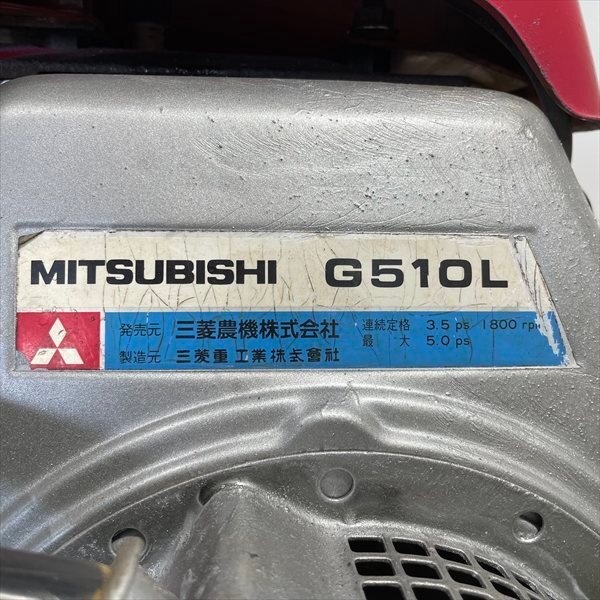 MITSUBISHI G510L
発売元 三菱農機株式会社 連続定格 3.5 ps / 1800 rpm
製造元 三菱重工業株式會社 最大 5.0 ps